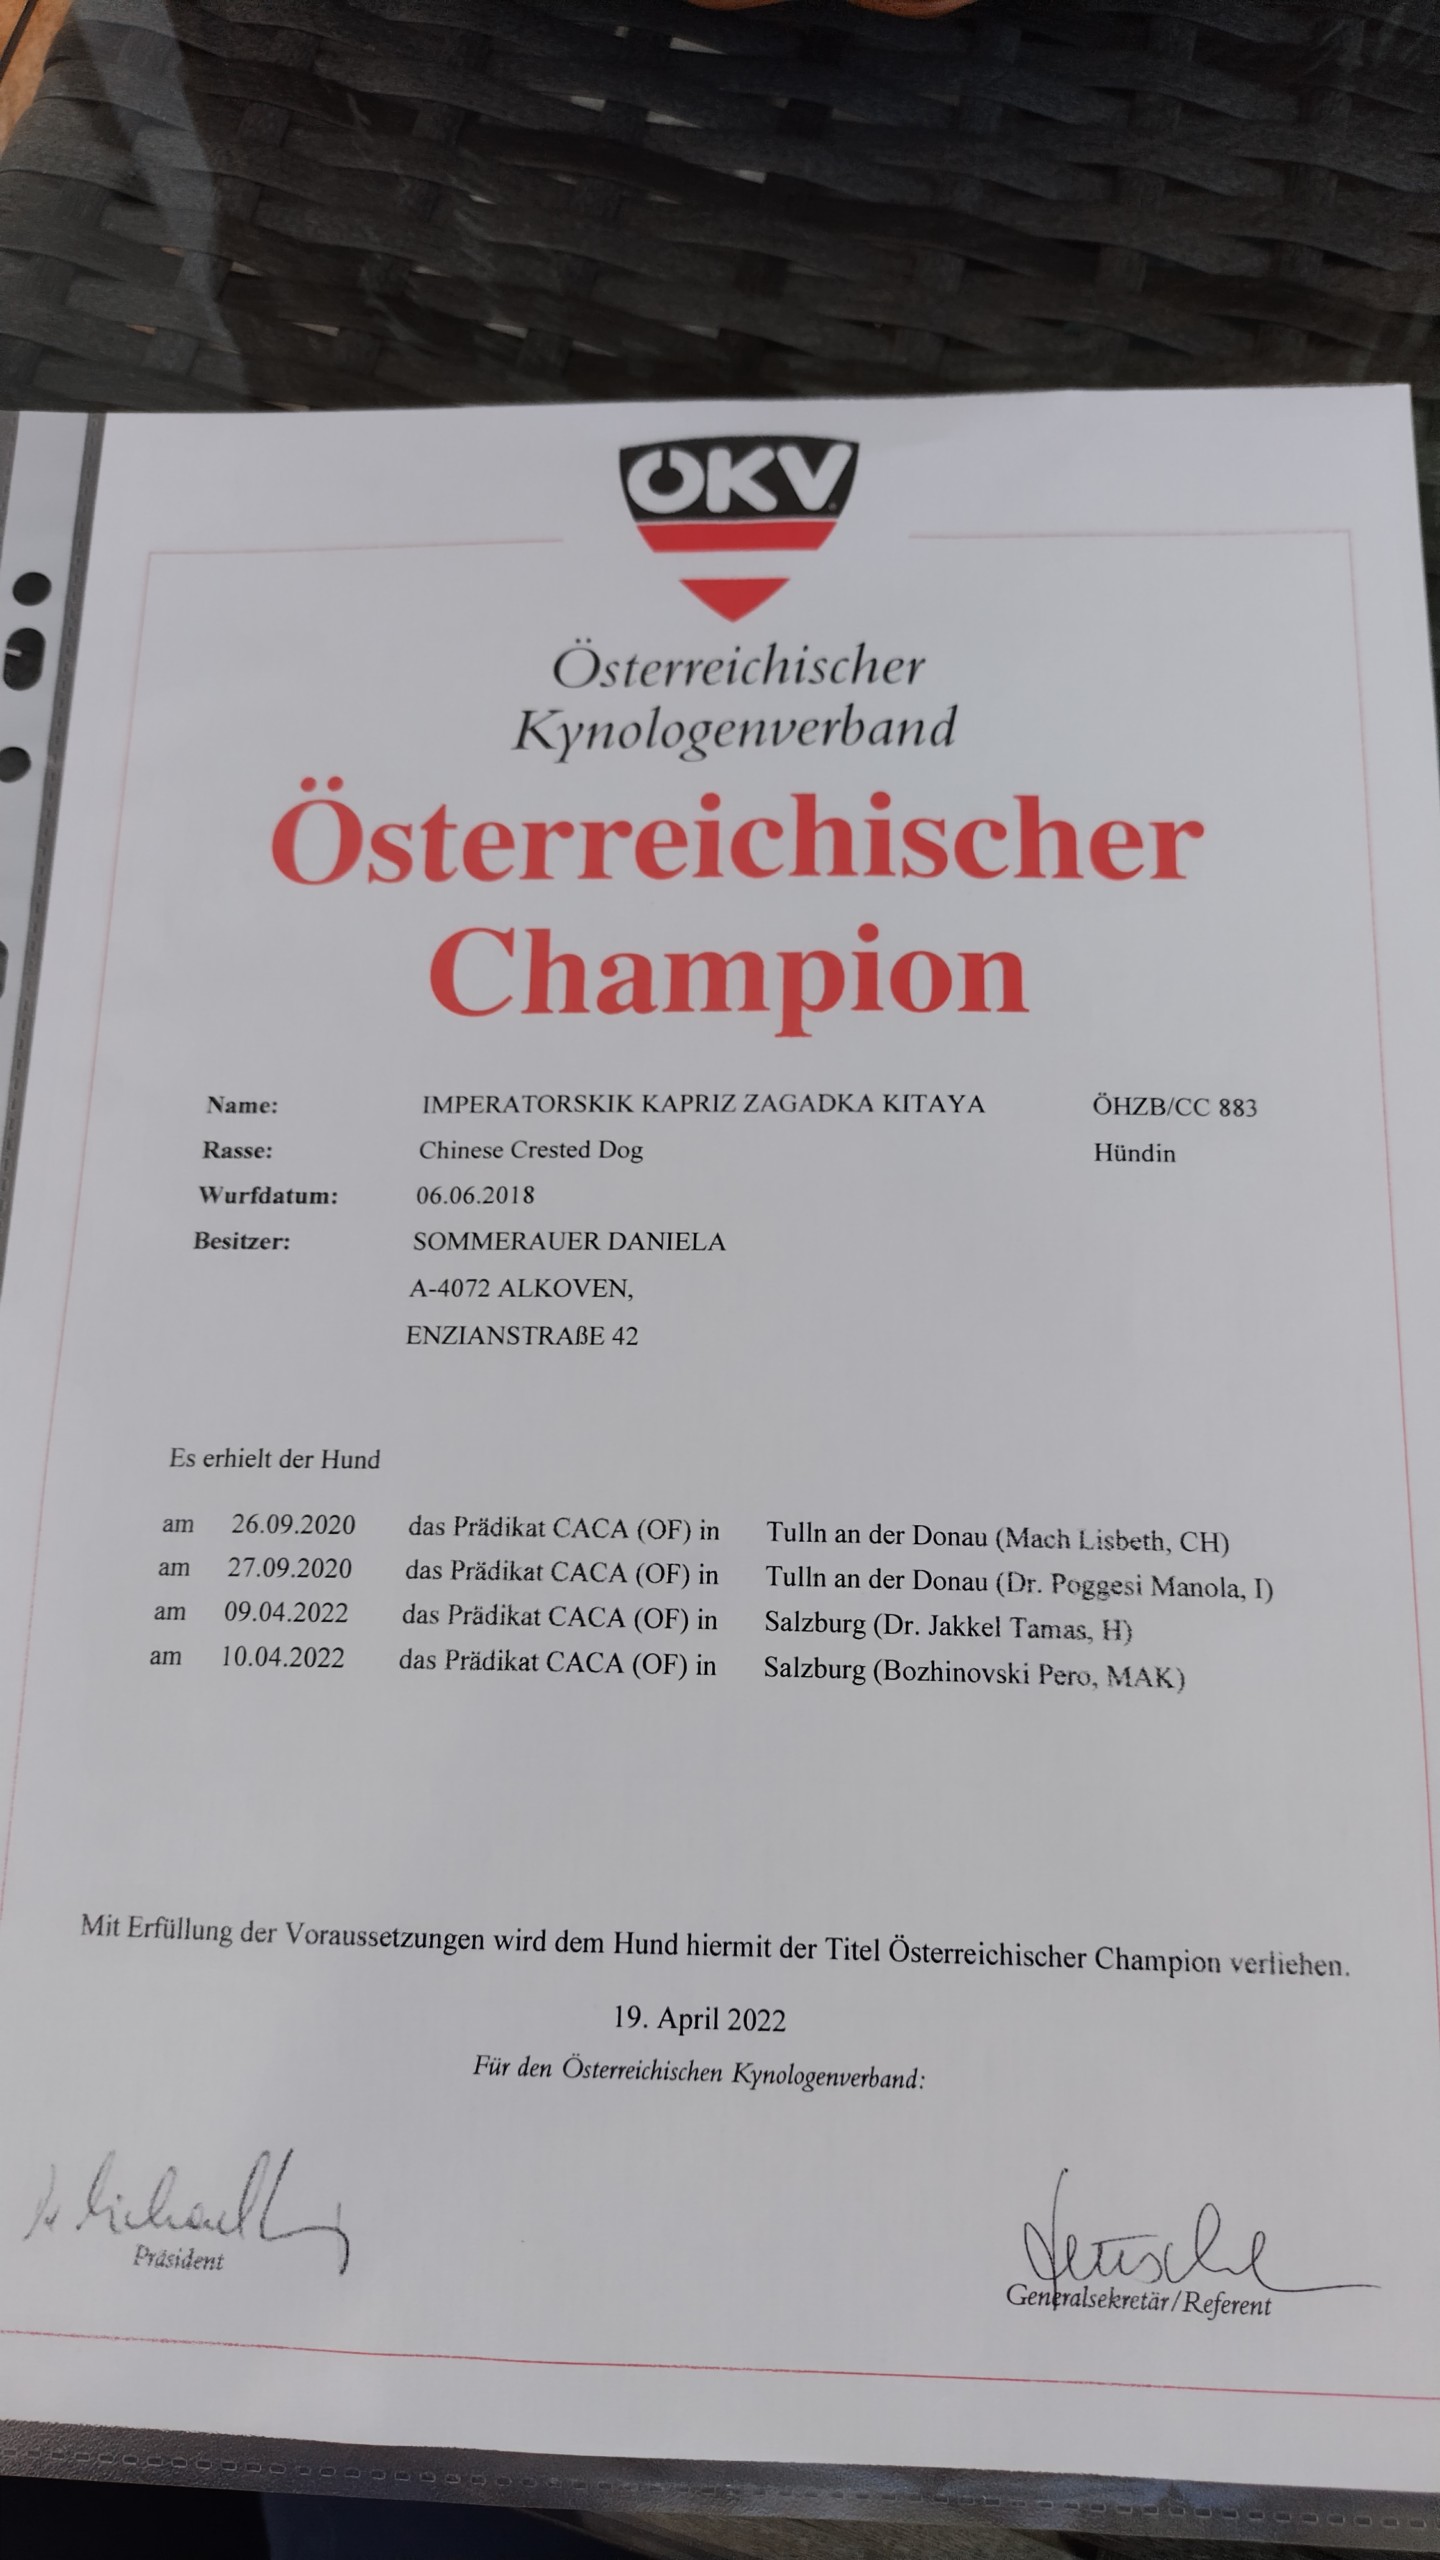 ÖKV
Österreichischer
Kynologenverband
Österreichischer
Champion
Name: IMPERATORSKIK KAPRIZ ZAGADKA KITAYA ÖHZB/CC 883
Rasse: Chinese Crested Dog Hündin
Wurfdatum: 06.06.2018
Besitzer: SOMMERAUER DANIELA
A-4072 ALKOVEN,
ENZIANSTRAßE 42
Es erhielt der Hund
am 26.09.2020 das Prädikat CACA (OF) in Tulln an der Donau (Mach Lisbeth, CH)
am 27.09.2020 das Prädikat CACA (OF) in Tulln an der Donau (Dr. Poggesi Manola, I)
am 09.04.2022 das Prädikat CACA (OF) in Salzburg (Dr. Jakkel Tamas, H)
am 10.04.2022 das Prädikat CACA (OF) in Salzburg (Bozhinovski Pero, MAK)
Mit Erfüllung der Voraussetzungen wird dem Hund hiermit der Titel Österreichischer Champion verliehen.
19. April 2022
Für den Österreichischen Kynologenverband:
Präsident
Generalsekretär/Referent